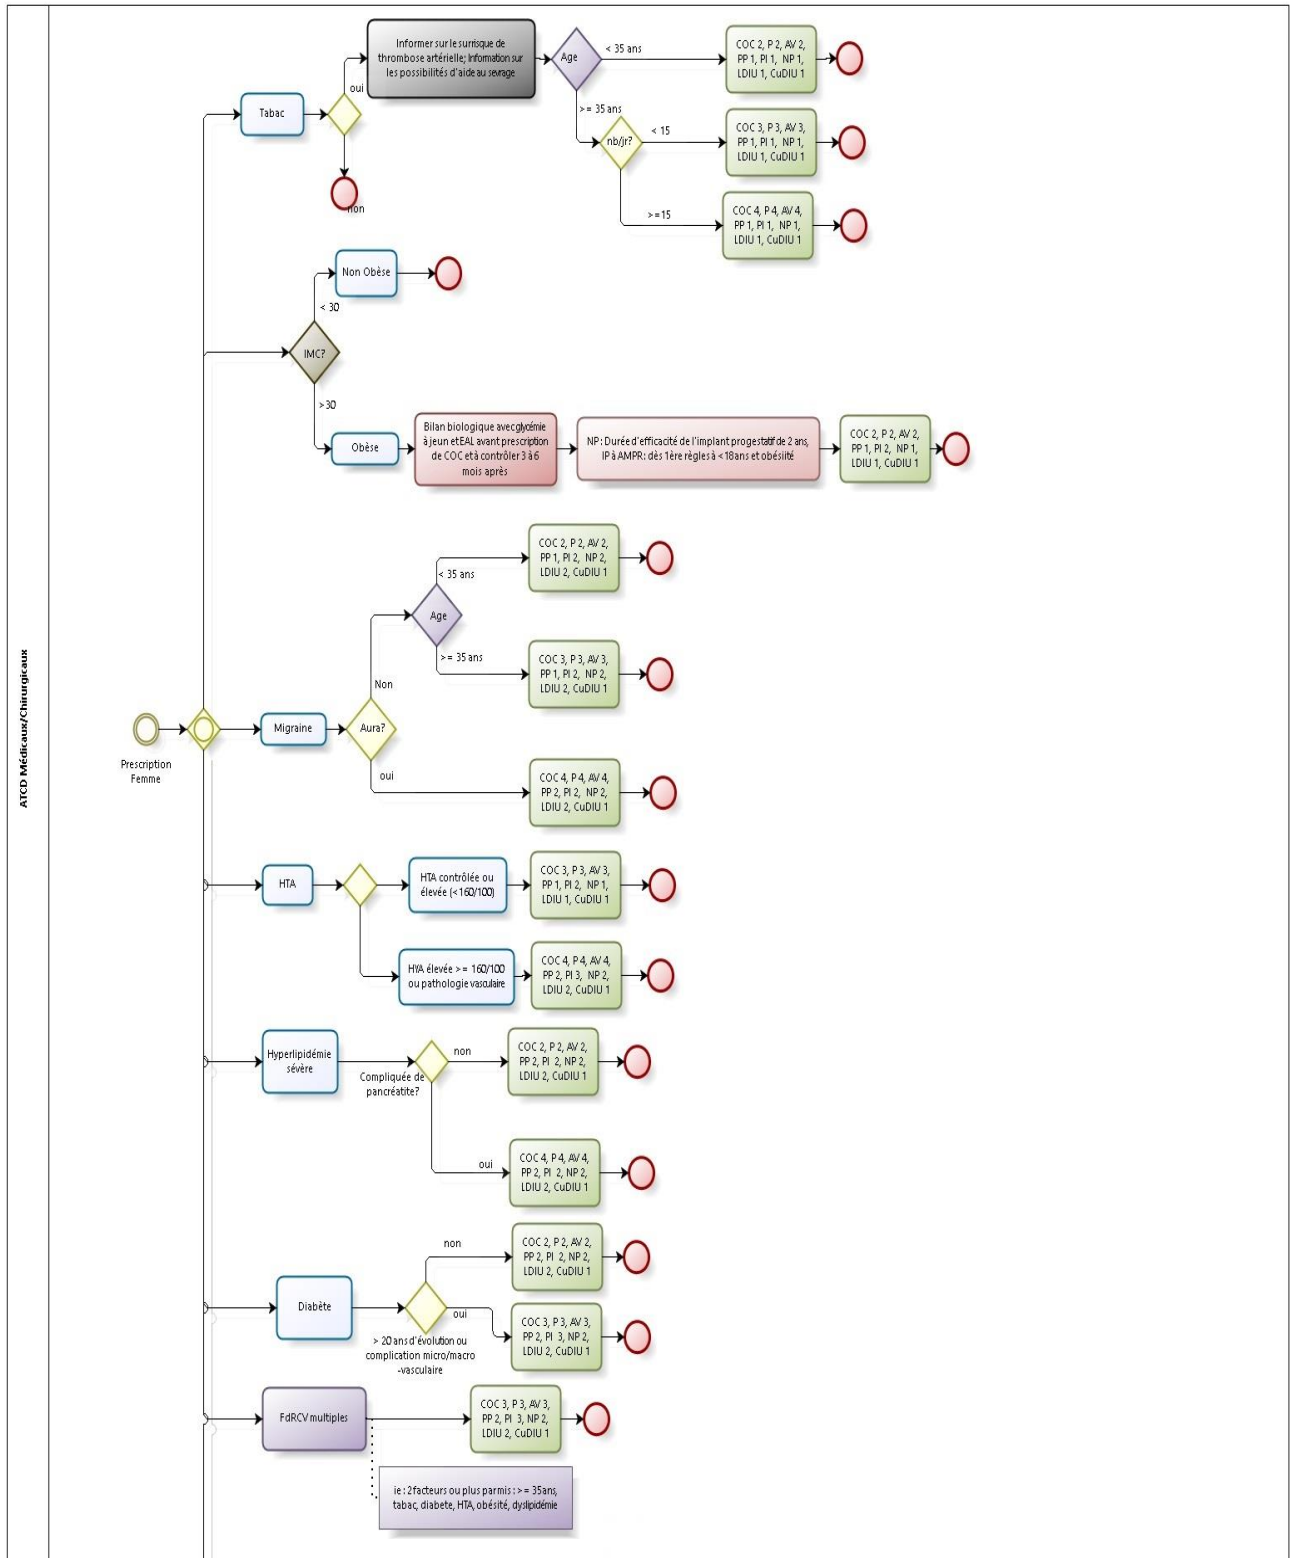 ATCD Médicaux/Chirurgicaux
Prescription
Femme
Tabac
oui
non
Informer sur le surrisque de
thrombose artérielle; Information sur
les possibilités d'aide au sevrage
Age
< 35 ans
COC 2, P 2, AV 2,
PP 1, PI 1, NP 1,
LDIU 1, CuDIU 1
>= 35 ans
nb/jr?
< 15
COC 3, P 3, AV 3,
PP 1, PI 1, NP 1,
LDIU 1, CuDIU 1
>=15
COC 4, P 4, AV 4,
PP 1, PI 1, NP 1,
LDIU 1, CuDIU 1
IMC?
< 30
Non Obèse
>30
Obèse
Bilan biologique avec glycémie
à jeun et EAL avant prescription
de COC et à contrôler 3 à 6
mois après
NP : Durée d'efficacité de l'implant progestatif de 2 ans,
IP à AMPR : dès 1ère règles à <18ans et obésiité
COC 2, P 2, AV 2,
PP 1, PI 2, NP 1,
LDIU 1, CuDIU 1
Migraine
Aura?
Non
Age
< 35 ans
COC 2, P 2, AV 2,
PP 1, PI 2, NP 2,
LDIU 2, CuDIU 1
>= 35 ans
COC 3, P 3, AV 3,
PP 1, PI 2, NP 2,
LDIU 2, CuDIU 1
oui
COC 4, P 4, AV 4,
PP 2, PI 2, NP 2,
LDIU 2, CuDIU 1
HTA
HTA contrôlée ou
élevée (<160/100)
COC 3, P 3, AV 3,
PP 1, PI 2, NP 1,
LDIU 1, CuDIU 1
HYA élevée >= 160/100
ou pathologie vasculaire
COC 4, P 4, AV 4,
PP 2, PI 3, NP 2,
LDIU 2, CuDIU 1
Hyperlipidémie
sévère
Compliquée de
pancréatite?
non
COC 2, P 2, AV 2,
PP 2, PI 2, NP 2,
LDIU 2, CuDIU 1
oui
COC 4, P 4, AV 4,
PP 2, PI 2, NP 2,
LDIU 2, CuDIU 1
Diabète
> 20 ans d'évolution ou
complication micro/macro
-vasculaire
non
COC 2, P 2, AV 2,
PP 2, PI 2, NP 2,
LDIU 2, CuDIU 1
oui
COC 3, P 3, AV 3,
PP 2, PI 3, NP 2,
LDIU 2, CuDIU 1
FdRCV multiples
COC 3, P 3, AV 3,
PP 2, PI 3, NP 2,
LDIU 2, CuDIU 1
ie : 2 facteurs ou plus parmis : >= 35ans,
tabac, diabete, HTA, obésité, dyslipidémie